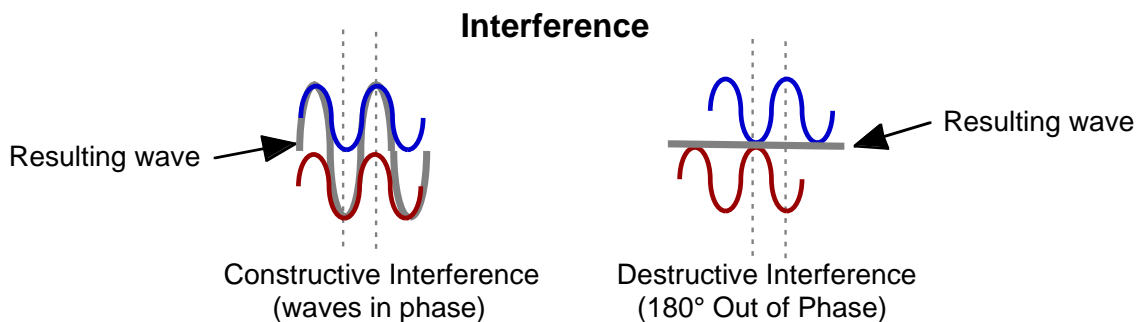 Interference
Resulting wave
Resulting wave
Constructive Interference
(waves in phase)
Destructive Interference
(180° Out of Phase)